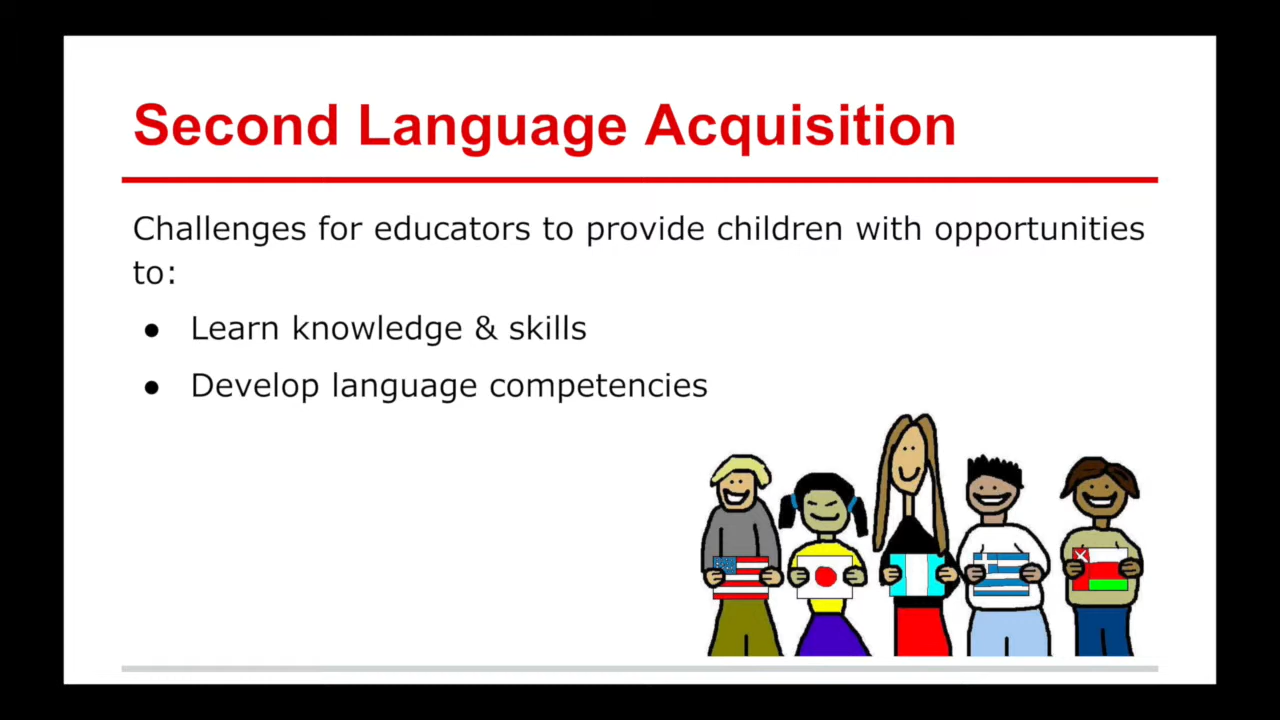 Second Language Acquisition
Challenges for educators to provide children with opportunities
to:
● Learn knowledge & skills
● Develop language competencies